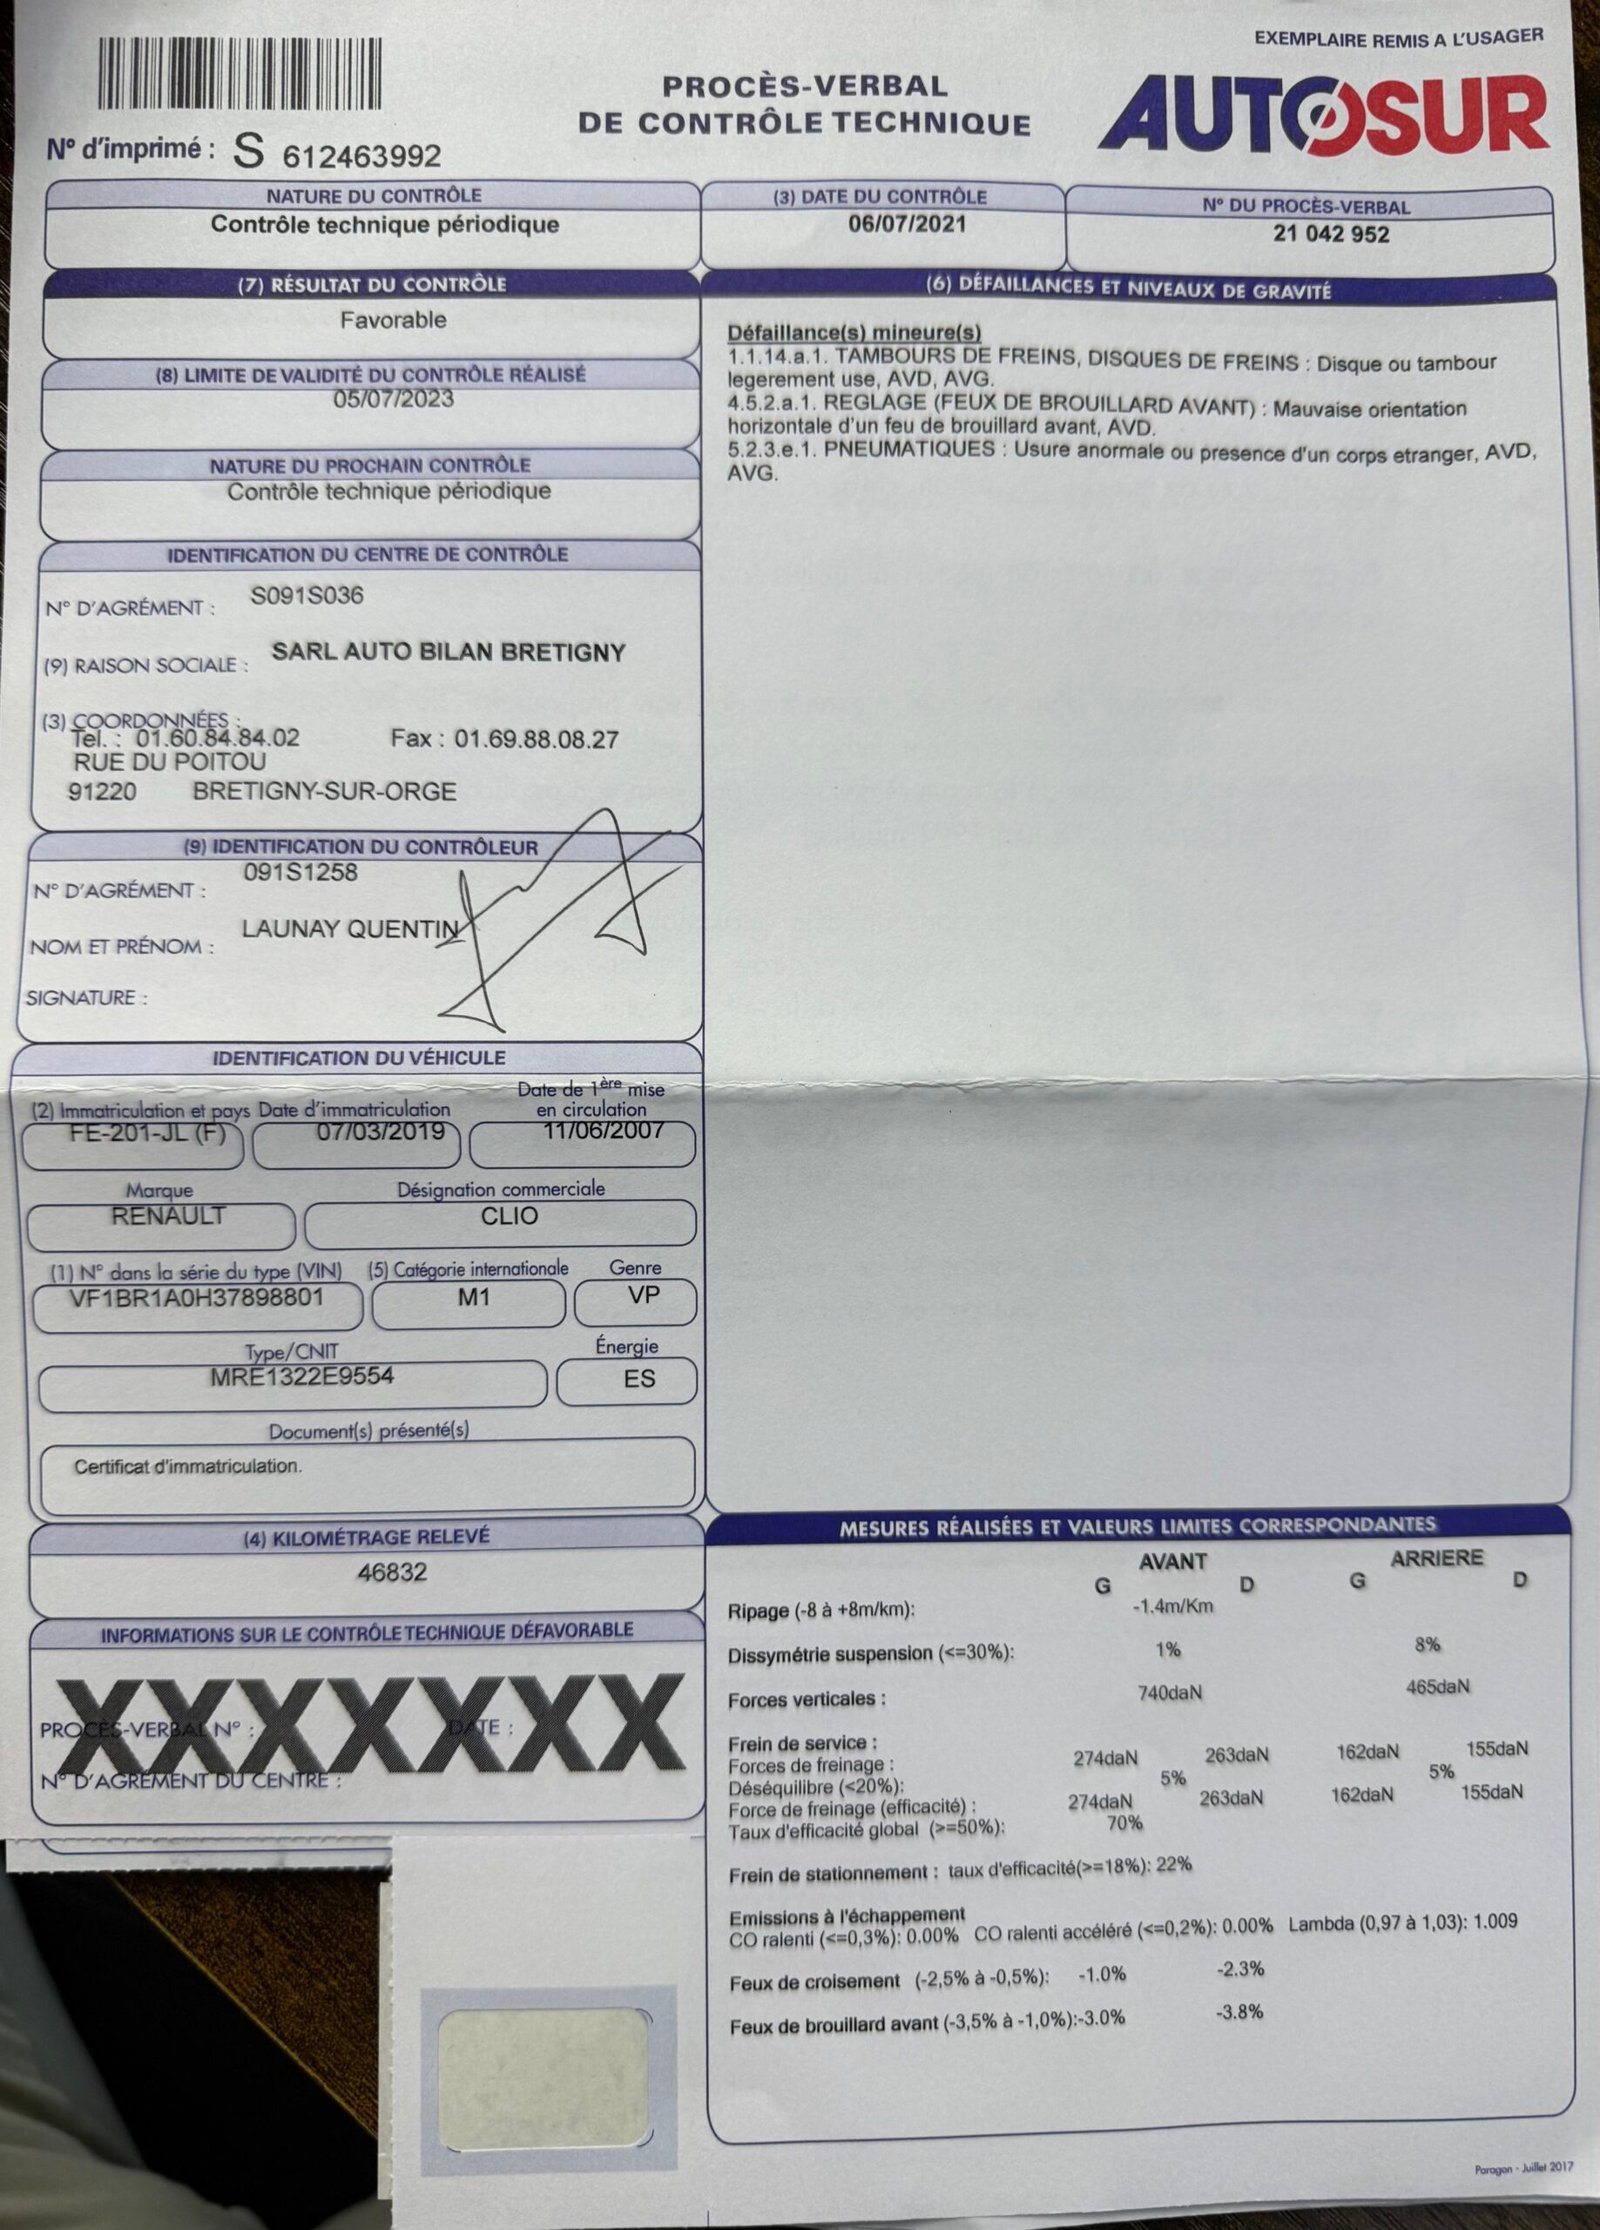 EXEMPLAIRE REMIS A L'USAGER
PROCÈS-VERBAL
DE CONTRÔLE TECHNIQUE
AUTOSUR
N° d'imprimé : S 612463992
NATURE DU CONTRÔLE
Contrôle technique périodique
(3) DATE DU CONTRÔLE
06/07/2021
N° DU PROCÈS-VERBAL
21 042 952
(7) RÉSULTAT DU CONTRÔLE
Favorable
(8) LIMITE DE VALIDITÉ DU CONTRÔLE RÉALISÉ
05/07/2023
NATURE DU PROCHAIN CONTRÔLE
Contrôle technique périodique
IDENTIFICATION DU CENTRE DE CONTRÔLE
N° D'AGRÉMENT : S091S036
(9) RAISON SOCIALE : SARL AUTO BILAN BRETIGNY
(3) COORDONNÉES :
Tel. : 01.60.84.84.02 Fax : 01.69.88.08.27
RUE DU POITOU
91220 BRETIGNY-SUR-ORGE
(9) IDENTIFICATION DU CONTRÔLEUR
N° D'AGRÉMENT : 091S1258
NOM ET PRÉNOM : LAUNAY QUENTIN
SIGNATURE :
IDENTIFICATION DU VÉHICULE
(2) Immatriculation et pays
FE-201-JL (F)
Date d'immatriculation
07/03/2019
Date de 1ère mise
en circulation
11/06/2007
Marque
RENAULT
Désignation commerciale
CLIO
(1) N° dans la série du type (VIN)
VF1BR1A0H37898801
(5) Catégorie internationale
M1
Genre
VP
Type/CNIT
MRE1322E9554
Énergie
ES
Document(s) présenté(s)
Certificat d'immatriculation.
(4) KILOMÉTRAGE RELEVÉ
46832
INFORMATIONS SUR LE CONTRÔLE TECHNIQUE DÉFAVORABLE
XXXXXXX
PROCÈS-VERBAL N° : DATE :
N° D'AGRÉMENT DU CENTRE :
(6) DÉFAILLANCES ET NIVEAUX DE GRAVITÉ
Défaillance(s) mineure(s)
1.1.14.a.1. TAMBOURS DE FREINS, DISQUES DE FREINS : Disque ou tambour
legerement use, AVD, AVG.
4.5.2.a.1. REGLAGE (FEUX DE BROUILLARD AVANT) : Mauvaise orientation
horizontale d'un feu de brouillard avant, AVD.
5.2.3.e.1. PNEUMATIQUES : Usure anormale ou presence d'un corps etranger, AVD,
AVG.
MESURES RÉALISÉES ET VALEURS LIMITES CORRESPONDANTES
AVANT ARRIERE
G D G D
Ripage (-8 à +8m/km): -1.4m/Km
Dissymétrie suspension (<=30%): 1% 8%
Forces verticales : 740daN 465daN
Frein de service :
Forces de freinage : 274daN 263daN 162daN 155daN
Déséquilibre (<20%): 5% 5%
Force de freinage (efficacité) : 274daN 263daN 162daN 155daN
Taux d'efficacité global (>=50%): 70%
Frein de stationnement : taux d'efficacité(>=18%): 22%
Emissions à l'échappement
CO ralenti (<=0,3%): 0.00% CO ralenti accéléré (<=0,2%): 0.00% Lambda (0,97 à 1,03): 1.009
Feux de croisement (-2,5% à -0,5%): -1.0% -2.3%
Feux de brouillard avant (-3,5% à -1,0%):-3.0% -3.8%
Paragon - Juillet 2017